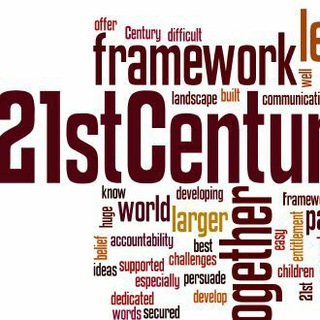 offer
Century
difficult
le
framework
well
landscape
built
communicati
21stCentur
know
developing
huge
world
larger
together
Framew
pa
belief
accountability
best
easy
entitlement
ideas
supported
challenges
especially
persuade
children
dedicated
develop
21st
words
secured